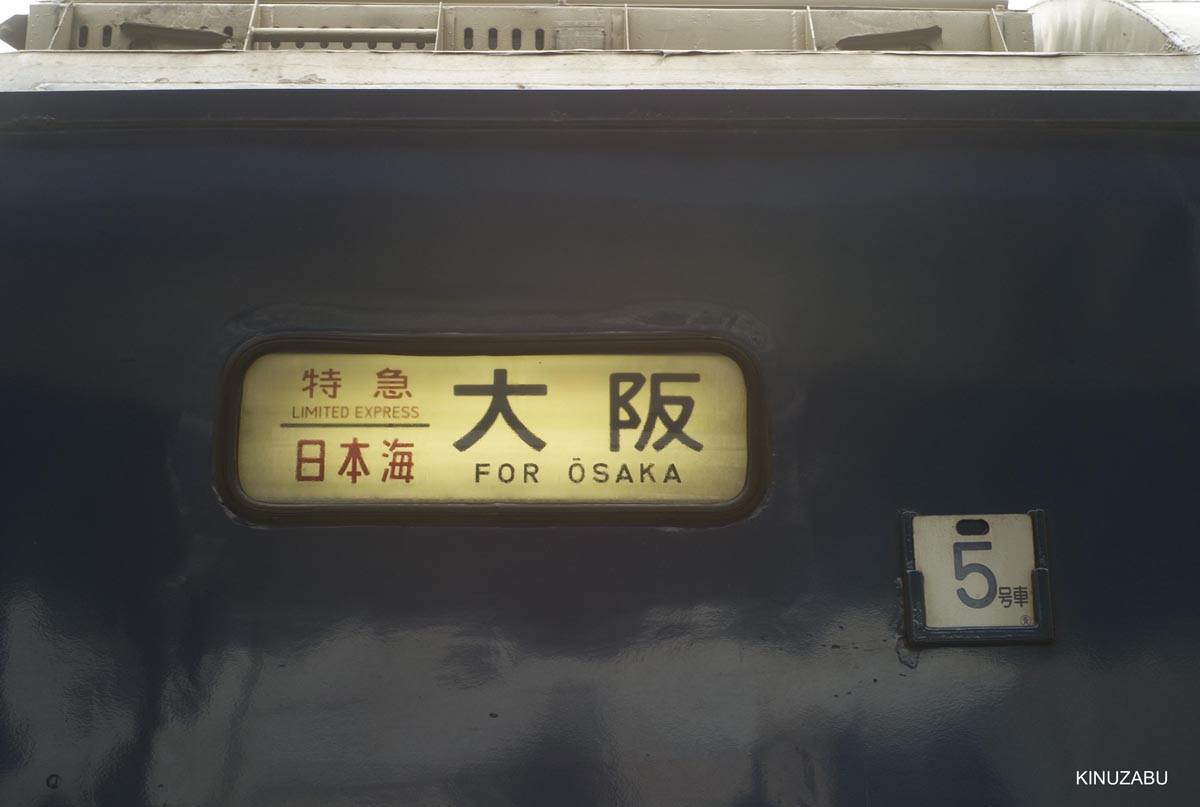 特急
LIMITED EXPRESS
日本海
大阪
FOR ŌSAKA
5号車
KINUZABU